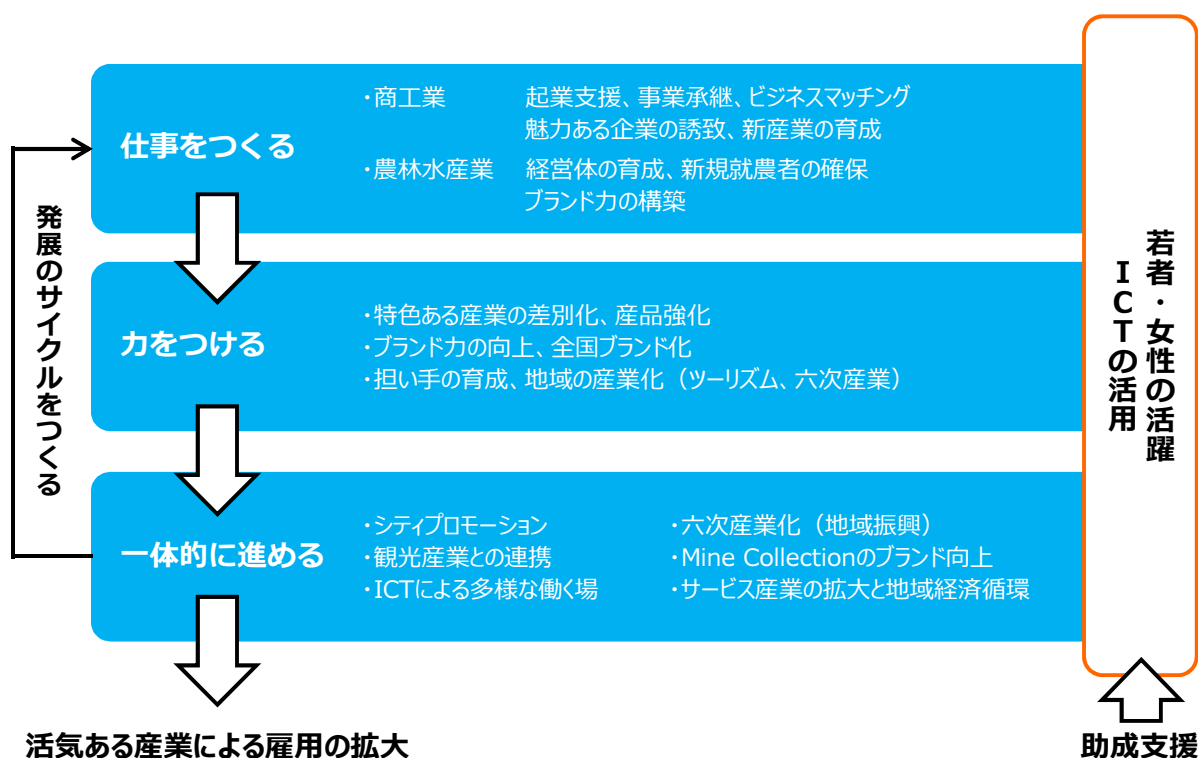 仕事をつくる
・商工業 起業支援、事業承継、ビジネスマッチング
魅力ある企業の誘致、新産業の育成
・農林水産業 経営体の育成、新規就農者の確保
ブランド力の構築
力をつける
・特色ある産業の差別化、産品強化
・ブランド力の向上、全国ブランド化
・担い手の育成、地域の産業化（ツーリズム、六次産業）
一体的に進める
・シティプロモーション
・観光産業との連携
・ICTによる多様な働く場
・六次産業化（地域振興）
・Mine Collectionのブランド向上
・サービス産業の拡大と地域経済循環
発展のサイクルをつくる
若者・女性の活躍
ICTの活用
活気ある産業による雇用の拡大
助成支援